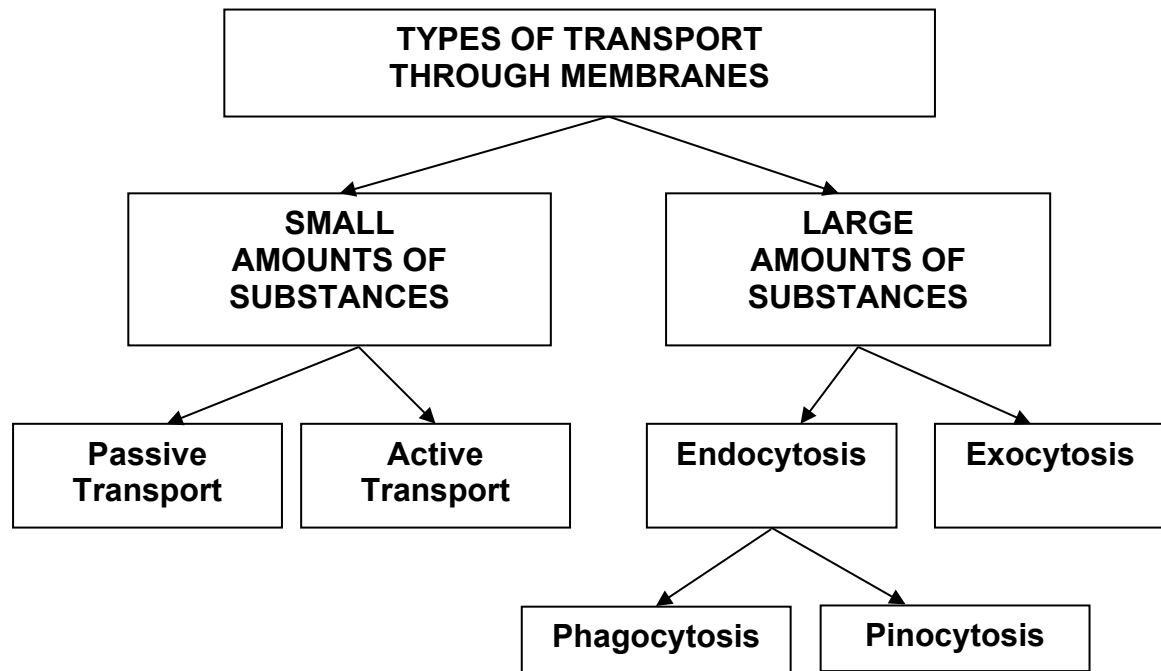 TYPES OF TRANSPORT
THROUGH MEMBRANES
SMALL
AMOUNTS OF
SUBSTANCES
LARGE
AMOUNTS OF
SUBSTANCES
Passive
Transport
Active
Transport
Endocytosis
Exocytosis
Phagocytosis
Pinocytosis